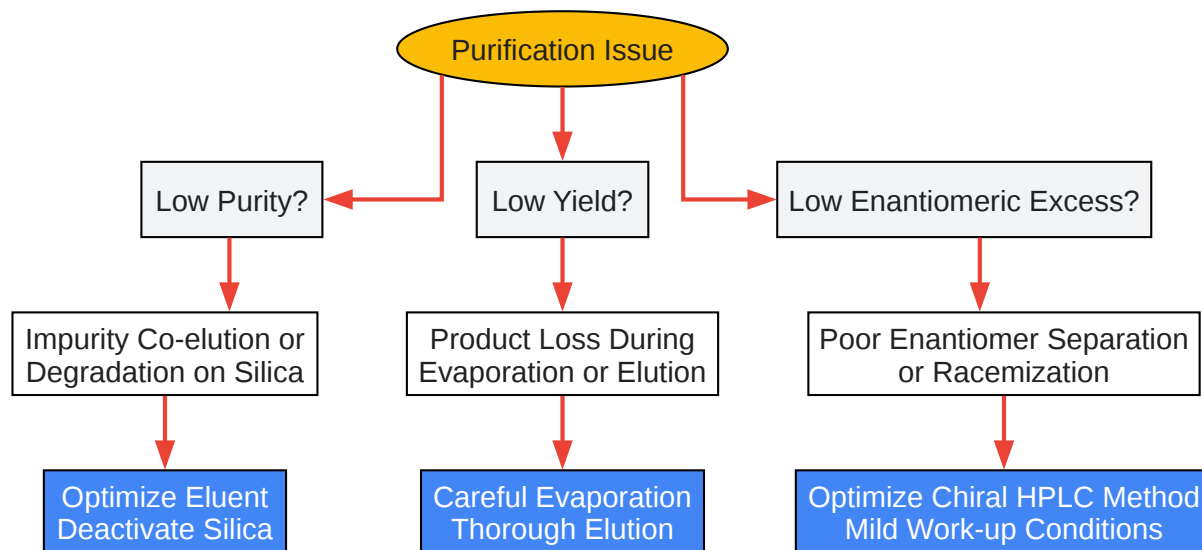 Purification Issue
Low Purity?
Low Yield?
Low Enantiomeric Excess?
Impurity Co-elution or
Degradation on Silica
Product Loss During
Evaporation or Elution
Poor Enantiomer Separation
or Racemization
Optimize Eluent
Deactivate Silica
Careful Evaporation
Thorough Elution
Optimize Chiral HPLC Method
Mild Work-up Conditions